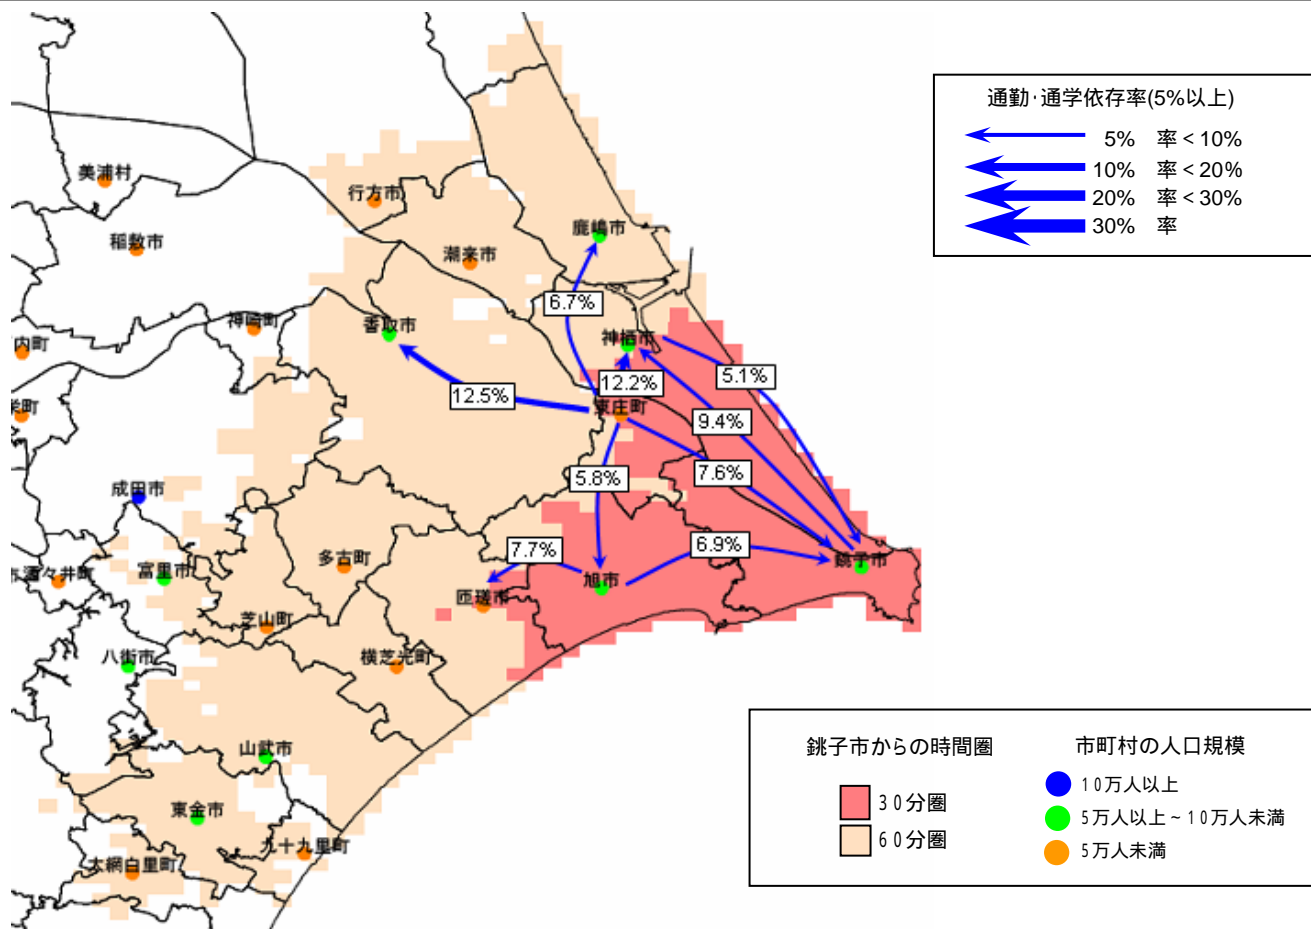 通勤・通学依存率(5%以上)
5%　率＜10%
10%　率＜20%
20%　率＜30%
30%　率
美浦村
行方市
稲敷市
鹿嶋市
潮来市
6.7%
神崎町
香取市
神栖市
内町
5.1%
12.2%
12.5%
東庄町
栄町
9.4%
7.6%
5.8%
成田市
7.7%
6.9%
多古町
銚子市
酒々井町
富里市
旭市
匝瑳市
芝山町
八街市
横芝光町
山武市
東金市
九十九里町
大網白里町
銚子市からの時間圏
30分圏
60分圏
市町村の人口規模
10万人以上
5万人以上～10万人未満
5万人未満